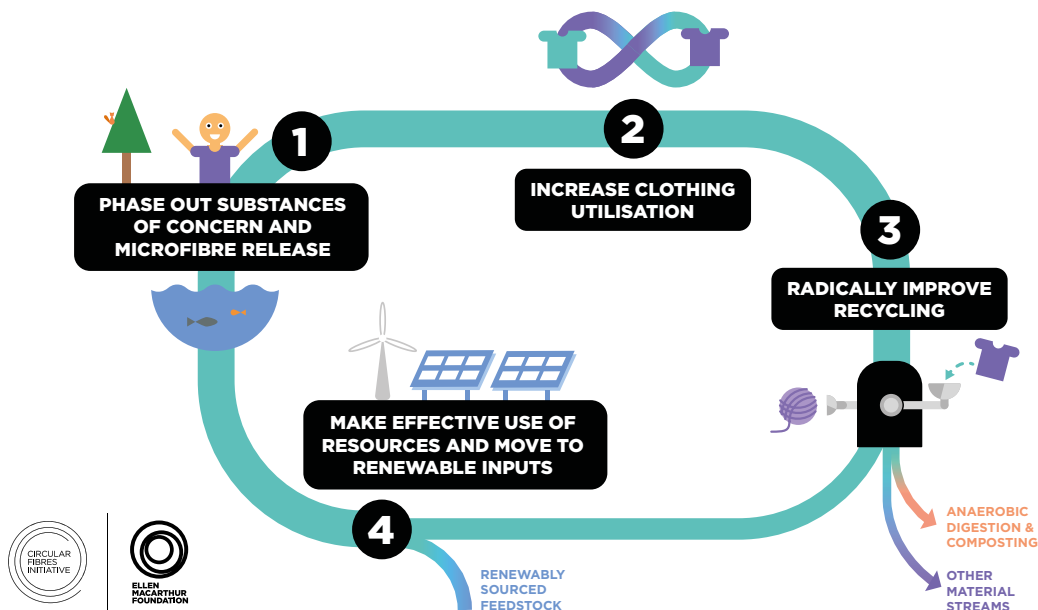 1
PHASE OUT SUBSTANCES
OF CONCERN AND
MICROFIBRE RELEASE
2
INCREASE CLOTHING
UTILISATION
3
RADICALLY IMPROVE
RECYCLING
MAKE EFFECTIVE USE OF
RESOURCES AND MOVE TO
RENEWABLE INPUTS
4
RENEWABLY
SOURCED
FEEDSTOCK
ANAEROBIC
DIGESTION &
COMPOSTING
OTHER
MATERIAL
STREAMS
CIRCULAR
FIBRES
INITIATIVE
ELLEN
MACARTHUR
FOUNDATION